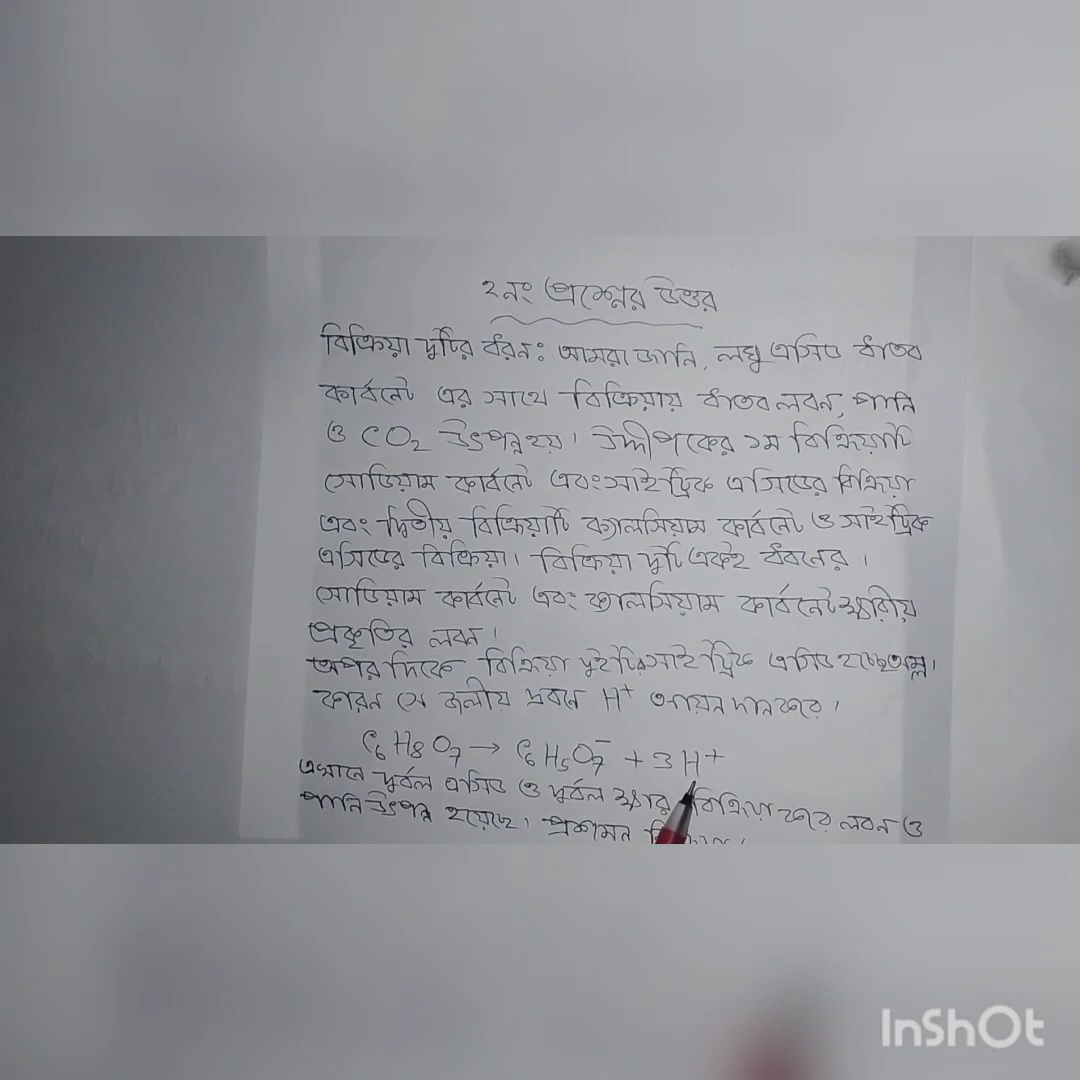 ২নং প্রশ্নের উত্তর
বিক্রিয়া দুটির ধরন: আমরা জানি, লঘু এসিড ধাতব
কার্বনেট এর সাথে বিক্রিয়ায় ধাতব লবন, পানি
ও CO₂ উৎপন্ন হয়। উদ্দীপকের ১ম বিক্রিয়াটি
সোডিয়াম কার্বনেট এবং সাইট্রিক এসিডের বিক্রিয়া
এবং দ্বিতীয় বিক্রিয়াটি ক্যালসিয়াম কার্বনেট ও সাইট্রিক
এসিডের বিক্রিয়া। বিক্রিয়া দুটি একই ধরনের।
সোডিয়াম কার্বনেট এবং ক্যালসিয়াম কার্বনেট ক্ষারীয়
প্রকৃতির লবন।
অপর দিকে বিক্রিয়া দুইটির সাইট্রিক এসিড হচ্ছে অম্ল।
কারন সে জলীয় দ্রবনে H⁺ আয়ন দান করে।
C₆H₈O₇ → C₆H₅O₇⁻ + 3H⁺
এখানে দুর্বল এসিড ও দুর্বল ক্ষার বিক্রিয়া করে লবন ও
পানি উৎপন্ন হয়েছে। প্রশমন
InShOt